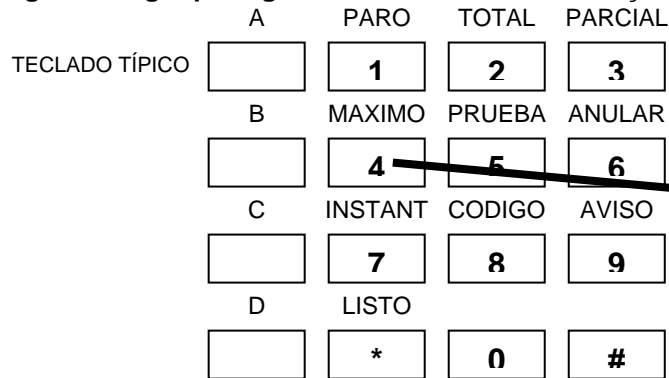 A PARO TOTAL PARCIAL
TECLADO TÍPICO 1 2 3
B MAXIMO PRUEBA ANULAR
4 5 6
C INSTANT CODIGO AVISO
7 8 9
D LISTO
* 0 #